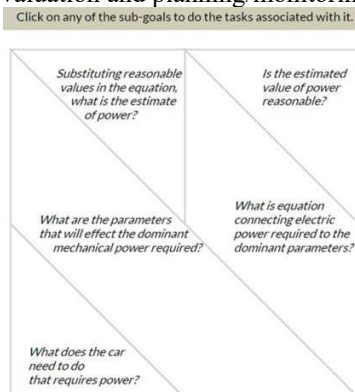 valuation and planning/monitorin
Click on any of the sub-goals to do the tasks associated with it.
Substituting reasonable
values in the equation,
what is the estimate
of power?
Is the estimated
value of power
reasonable?
What are the parameters
that will effect the dominant
mechanical power required?
What is equation
connecting electric
power required to the
dominant parameters?
What does the car
need to do
that requires power?